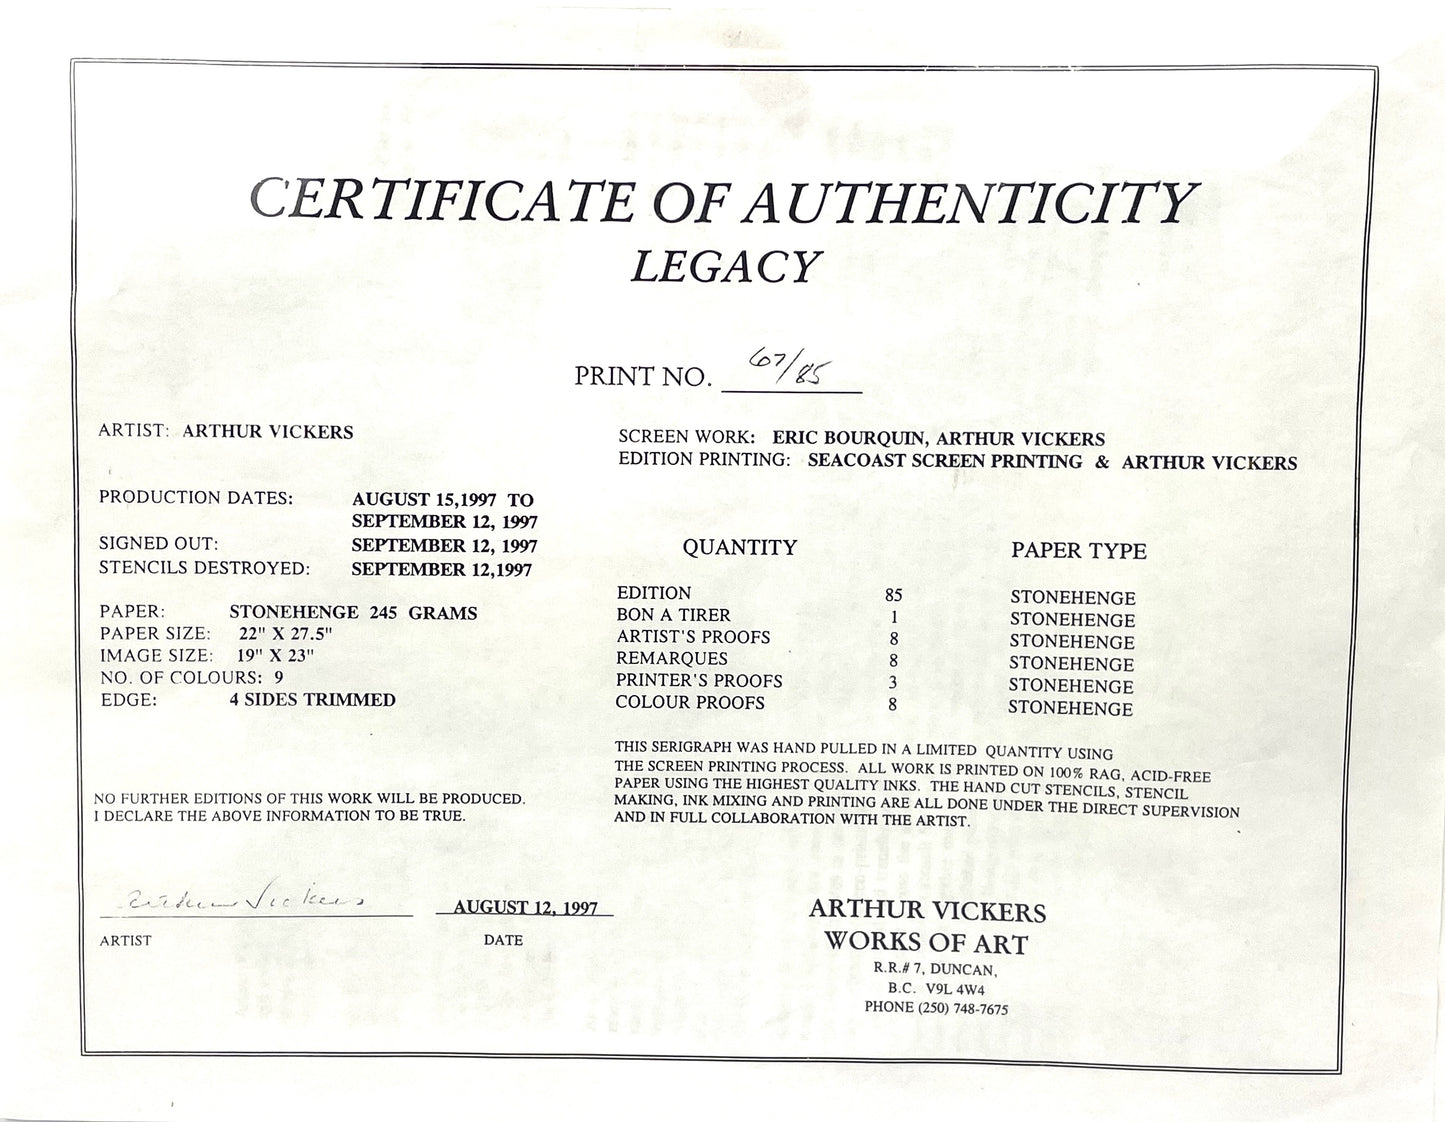 CERTIFICATE OF AUTHENTICITY
LEGACY
PRINT NO. 67/85
ARTIST: ARTHUR VICKERS
PRODUCTION DATES: AUGUST 15,1997 TO
SEPTEMBER 12, 1997
SIGNED OUT: SEPTEMBER 12, 1997
STENCILS DESTROYED: SEPTEMBER 12,1997
PAPER: STONEHENGE 245 GRAMS
PAPER SIZE: 22" X 27.5"
IMAGE SIZE: 19" X 23"
NO. OF COLOURS: 9
EDGE: 4 SIDES TRIMMED
NO FURTHER EDITIONS OF THIS WORK WILL BE PRODUCED.
I DECLARE THE ABOVE INFORMATION TO BE TRUE.
SCREEN WORK: ERIC BOURQUIN, ARTHUR VICKERS
EDITION PRINTING: SEACOAST SCREEN PRINTING & ARTHUR VICKERS
QUANTITY PAPER TYPE
EDITION 85 STONEHENGE
BON A TIRER 1 STONEHENGE
ARTIST'S PROOFS 8 STONEHENGE
REMARQUES 8 STONEHENGE
PRINTER'S PROOFS 3 STONEHENGE
COLOUR PROOFS 8 STONEHENGE
THIS SERIGRAPH WAS HAND PULLED IN A LIMITED QUANTITY USING
THE SCREEN PRINTING PROCESS. ALL WORK IS PRINTED ON 100% RAG, ACID-FREE
PAPER USING THE HIGHEST QUALITY INKS. THE HAND CUT STENCILS, STENCIL
MAKING, INK MIXING AND PRINTING ARE ALL DONE UNDER THE DIRECT SUPERVISION
AND IN FULL COLLABORATION WITH THE ARTIST.
Arthur Vickers AUGUST 12, 1997
ARTIST DATE
ARTHUR VICKERS
WORKS OF ART
R.R.# 7, DUNCAN,
B.C. V9L 4W4
PHONE (250) 748-7675